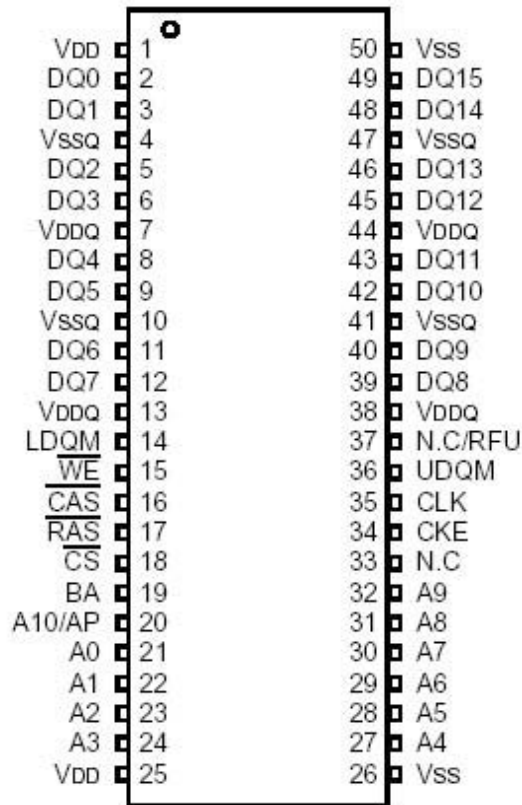 VDD 1 50 VSS
DQ0 2 49 DQ15
DQ1 3 48 DQ14
VSSQ 4 47 VSSQ
DQ2 5 46 DQ13
DQ3 6 45 DQ12
VDDQ 7 44 VDDQ
DQ4 8 43 DQ11
DQ5 9 42 DQ10
VSSQ 10 41 VSSQ
DQ6 11 40 DQ9
DQ7 12 39 DQ8
VDDQ 13 38 VDDQ
LDQM 14 37 N.C/RFU
W̅E̅ 15 36 UDQM
C̅A̅S̅ 16 35 CLK
R̅A̅S̅ 17 34 CKE
C̅S̅ 18 33 N.C
BA 19 32 A9
A10/AP 20 31 A8
A0 21 30 A7
A1 22 29 A6
A2 23 28 A5
A3 24 27 A4
VDD 25 26 VSS